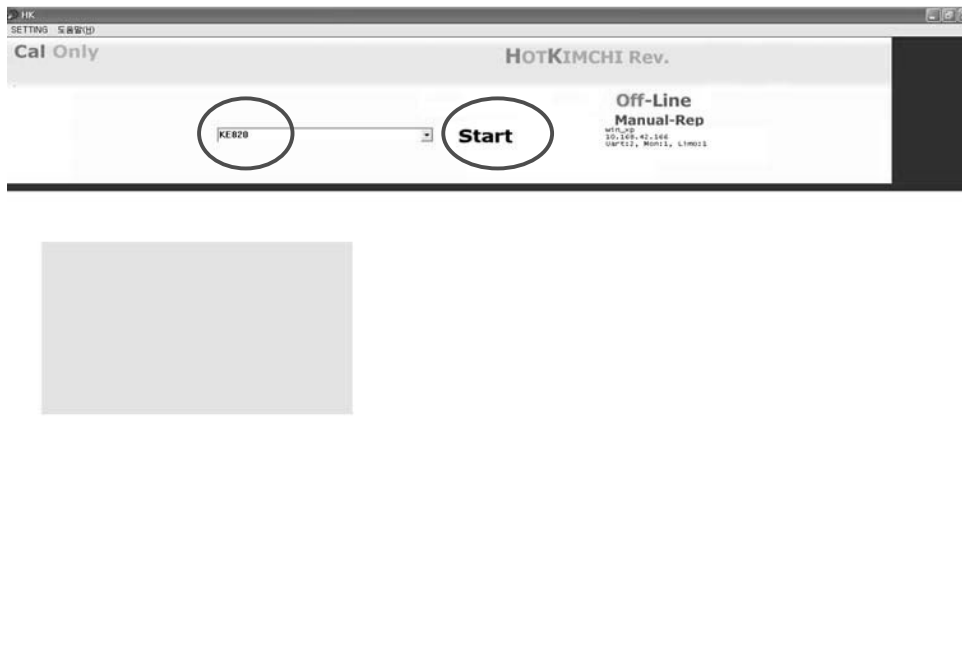 HK
SETTING 도움말(H)
Cal Only
HOTKIMCHI Rev.
Off-Line
Manual-Rep
KE820
Start
win_xp
10.168.42.166
Uart:2, Mon:1, Limo:1